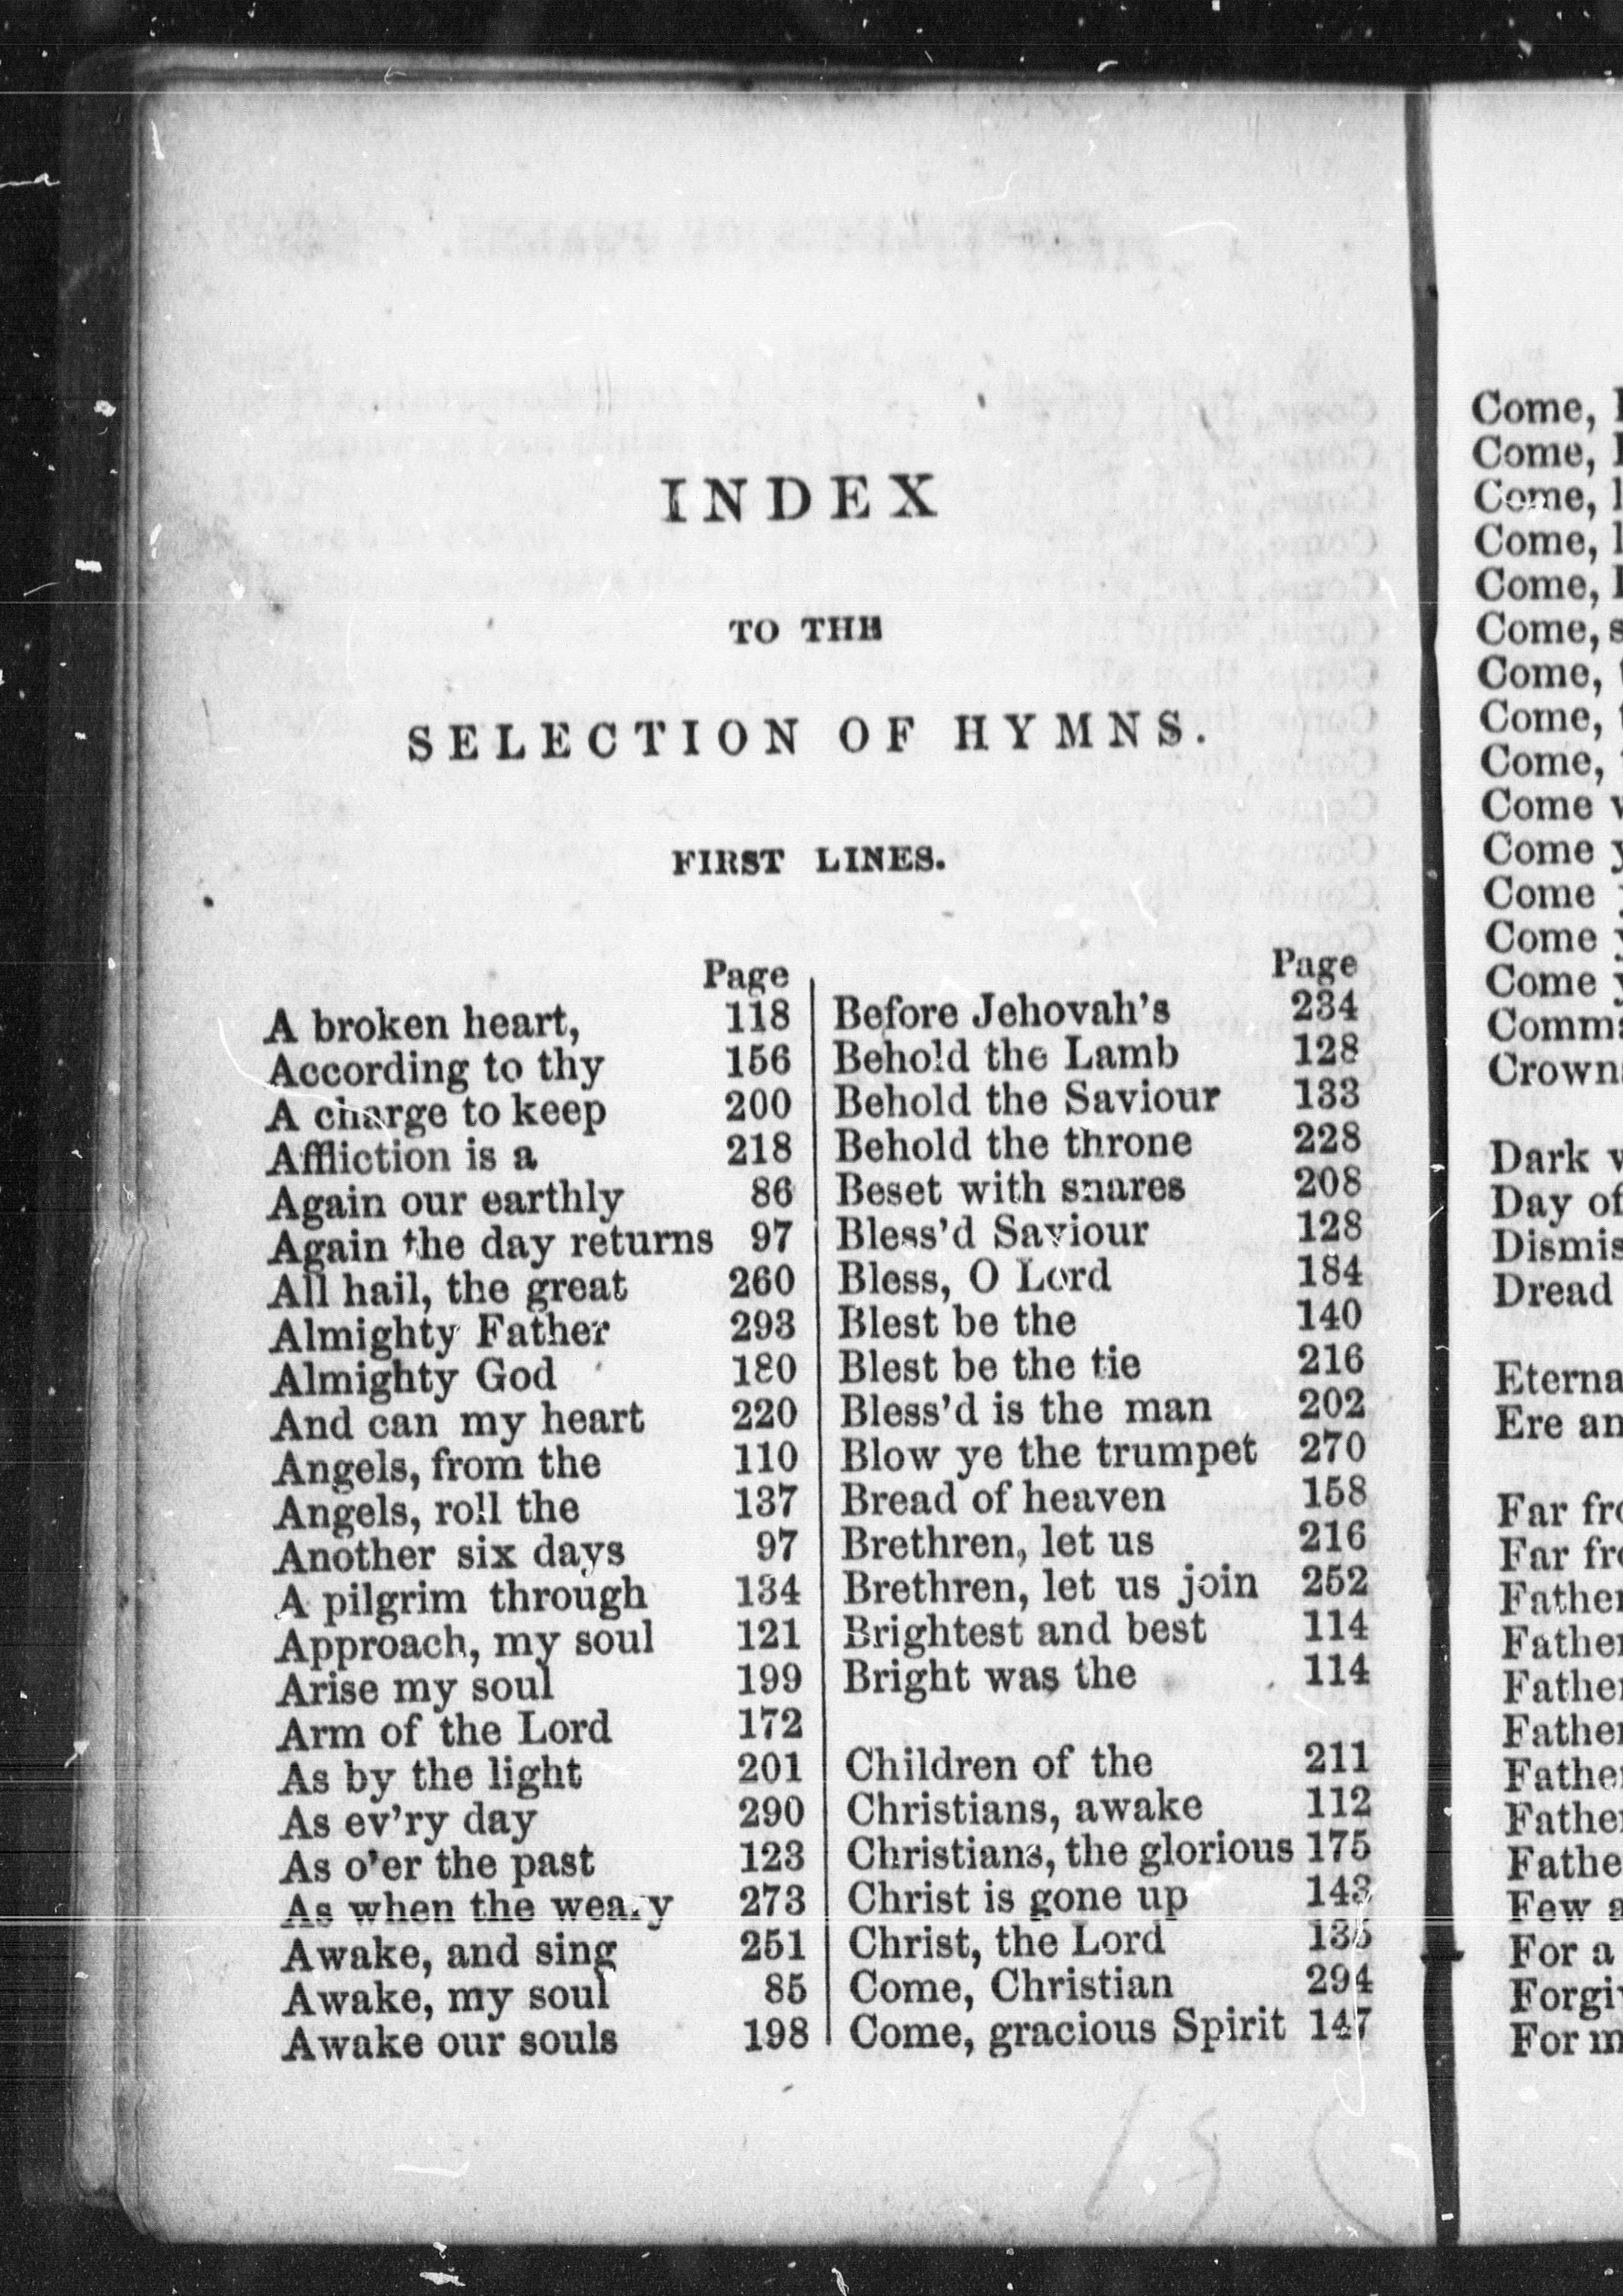 INDEX
TO THE
SELECTION OF HYMNS.
FIRST LINES.
Page
A broken heart, 118
According to thy 156
A charge to keep 200
Affliction is a 218
Again our earthly 86
Again the day returns 97
All hail, the great 260
Almighty Father 293
Almighty God 180
And can my heart 220
Angels, from the 110
Angels, roll the 137
Another six days 97
A pilgrim through 134
Approach, my soul 121
Arise my soul 199
Arm of the Lord 172
As by the light 201
As ev'ry day 290
As o'er the past 123
As when the weary 273
Awake, and sing 251
Awake, my soul 85
Awake our souls 198
Page
Before Jehovah's 234
Behold the Lamb 128
Behold the Saviour 133
Behold the throne 228
Beset with snares 208
Bless'd Saviour 128
Bless, O Lord 184
Blest be the 140
Blest be the tie 216
Bless'd is the man 202
Blow ye the trumpet 270
Bread of heaven 158
Brethren, let us 216
Brethren, let us join 252
Brightest and best 114
Bright was the 114
Children of the 211
Christians, awake 112
Christians, the glorious 175
Christ is gone up 143
Christ, the Lord
Come, Christian 294
Come, gracious Spirit 147
Come,
Come,
Come,
Come,
Come,
Come,
Come,
Come,
Come,
Come
Come
Come
Come
Come
Dark
Day of
Dread
Ere
Far
Far
Few
For a
For